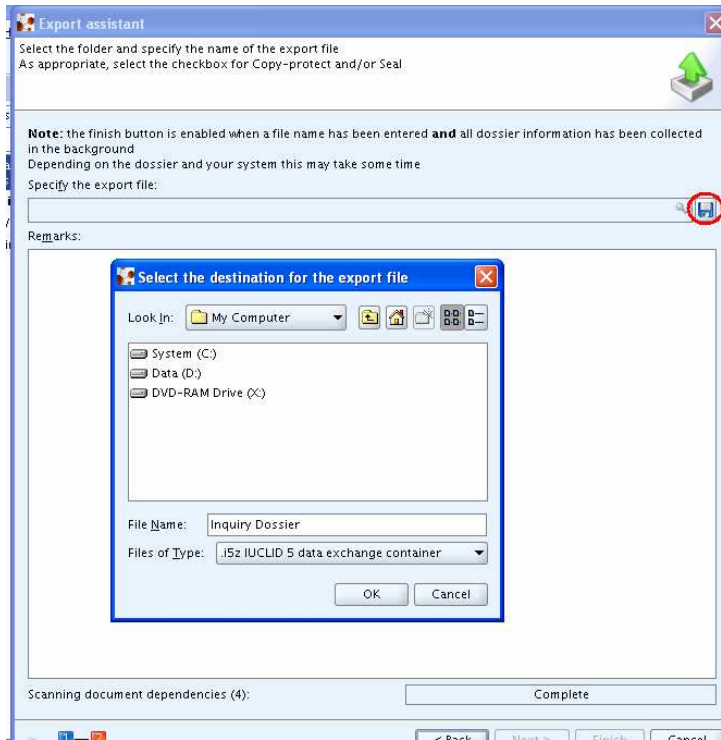 Export assistant
Select the folder and specify the name of the export file
As appropriate, select the checkbox for Copy-protect and/or Seal
Note: the finish button is enabled when a file name has been entered and all dossier information has been collected
in the background
Depending on the dossier and your system this may take some time
Specify the export file:
Remarks:
Select the destination for the export file
Look In: My Computer
System (C:)
Data (D:)
DVD-RAM Drive (X:)
File Name: Inquiry Dossier
Files of Type: .i5z IUCLID 5 data exchange container
OK Cancel
Scanning document dependencies (4): Complete
1 2
< Back Next > Finish Cancel